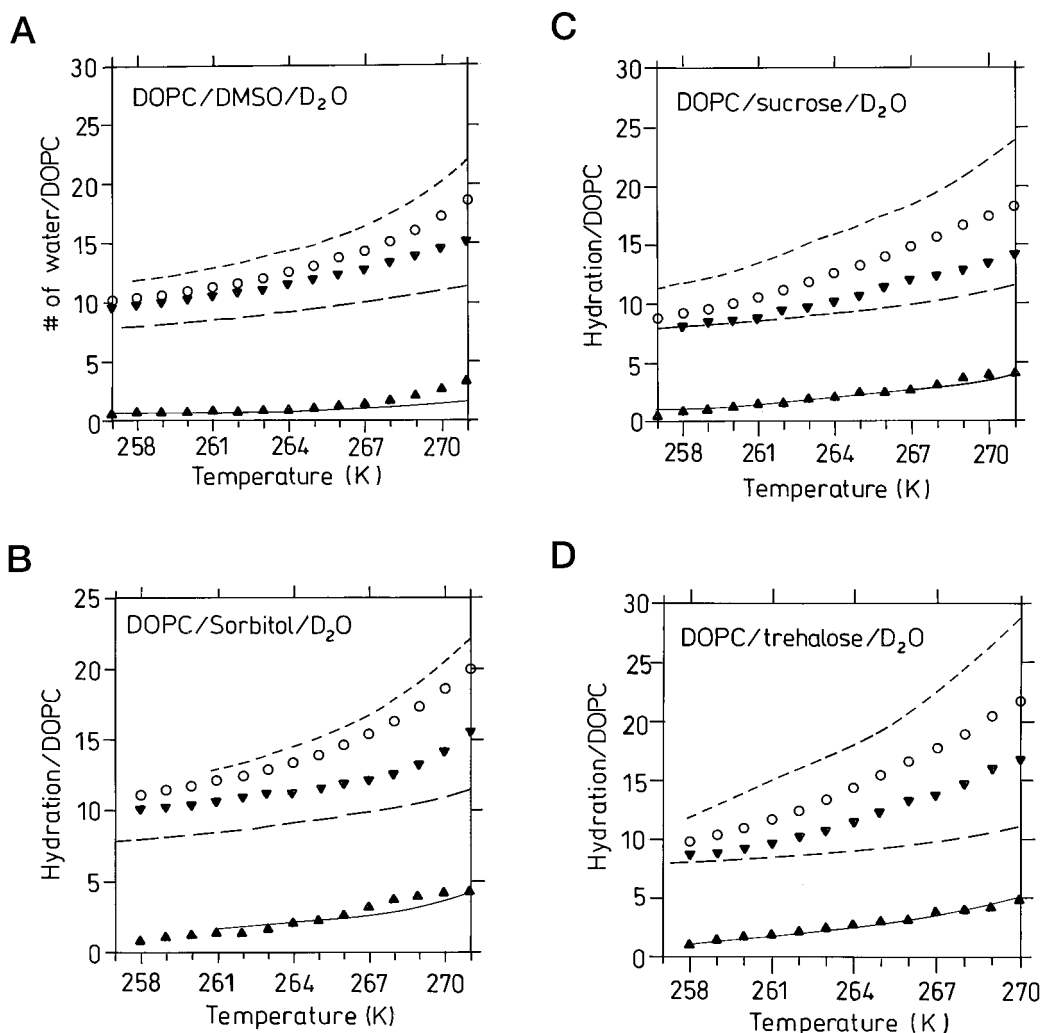 A
30
25
20
15
10
5
0
# of water/DOPC
DOPC/DMSO/D₂O
258 261 264 267 270
Temperature (K)
C
30
25
20
15
10
5
0
Hydration/DOPC
DOPC/sucrose/D₂O
258 261 264 267 270
Temperature (K)
B
25
20
15
10
5
0
Hydration/DOPC
DOPC/Sorbitol/D₂O
258 261 264 267 270
Temperature (K)
D
30
25
20
15
10
5
0
Hydration/DOPC
DOPC/trehalose/D₂O
258 261 264 267 270
Temperature (K)